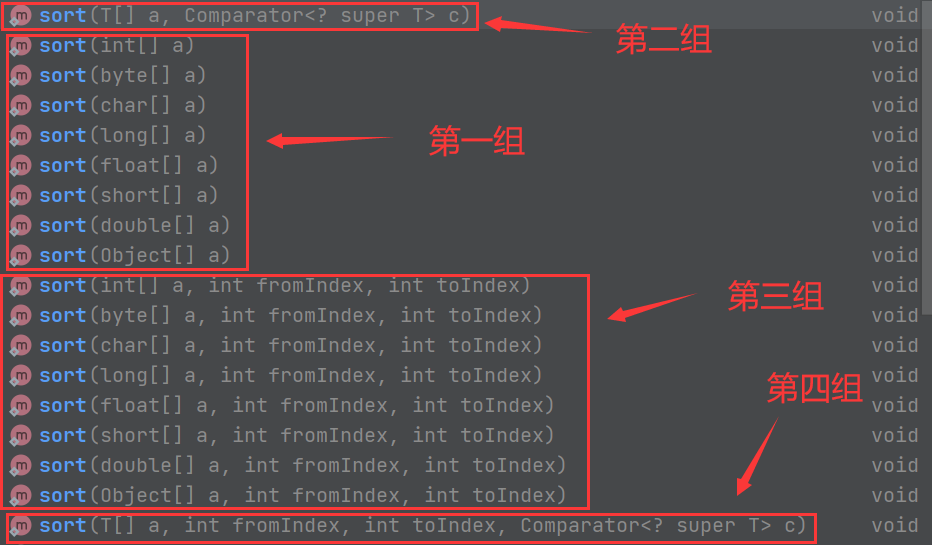 sort(T[] a, Comparator<? super T> c) void
第二组
sort(int[] a) void
sort(byte[] a) void
sort(char[] a) void
sort(long[] a) void
第一组
sort(float[] a) void
sort(short[] a) void
sort(double[] a) void
sort(Object[] a) void
sort(int[] a, int fromIndex, int toIndex) void
第三组
sort(byte[] a, int fromIndex, int toIndex) void
sort(char[] a, int fromIndex, int toIndex) void
sort(long[] a, int fromIndex, int toIndex) void
第四组
sort(float[] a, int fromIndex, int toIndex) void
sort(short[] a, int fromIndex, int toIndex) void
sort(double[] a, int fromIndex, int toIndex) void
sort(Object[] a, int fromIndex, int toIndex) void
sort(T[] a, int fromIndex, int toIndex, Comparator<? super T> c) void